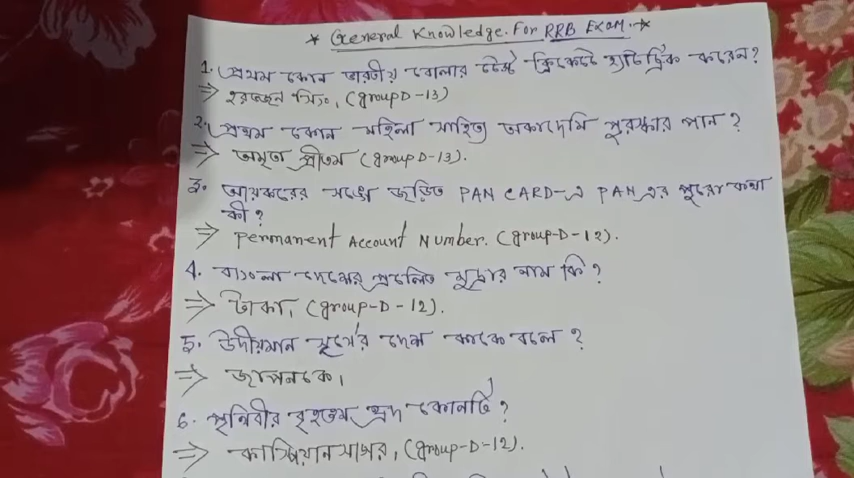 * General Knowledge. For RRB Exam. *
1. প্রথম কোন ভারতীয় বোলার টেস্ট ক্রিকেটে হ্যাটট্রিক করেন?
⇒ হরভজন সিং, (group D-13)
2. প্রথম কোন মহিলা সাহিত্য অকাদেমি পুরস্কার পান?
⇒ অমৃতা প্রীতম (group D-13).
3. আয়করের সঙ্গে জড়িত PAN CARD-এ PAN এর পুরো কথা
কী?
⇒ Permanent Account Number. (group-D-12).
4. বাংলা দেশের প্রচলিত মুদ্রার নাম কি?
⇒ টাকা, (group-D-12).
5. উদীয়মান সূর্যের দেশ কাকে বলে?
⇒ জাপানকে।
6. পৃথিবীর বৃহত্তম হ্রদ কোনটি?
⇒ কাস্পিয়ান সাগর, (group-D-12).